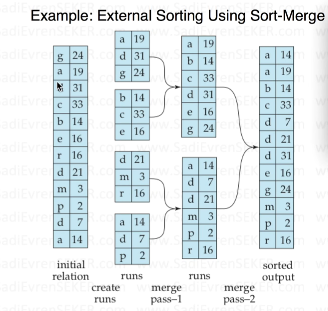 Example: External Sorting Using Sort-Merge
g 24
a 19
31
c 33
b 14
e 16
r 16
d 21
m 3
p 2
d 7
a 14
initial
relation
create
runs
a 19
d 31
g 24
b 14
c 33
e 16
d 21
m 3
r 16
a 14
d 7
p 2
runs
merge
pass–1
a 19
b 14
c 33
d 31
e 16
g 24
a 14
d 7
d 21
m 3
p 2
r 16
runs
merge
pass–2
a 14
a 19
b 14
c 33
d 7
d 21
d 31
e 16
g 24
m 3
p 2
r 16
sorted
output